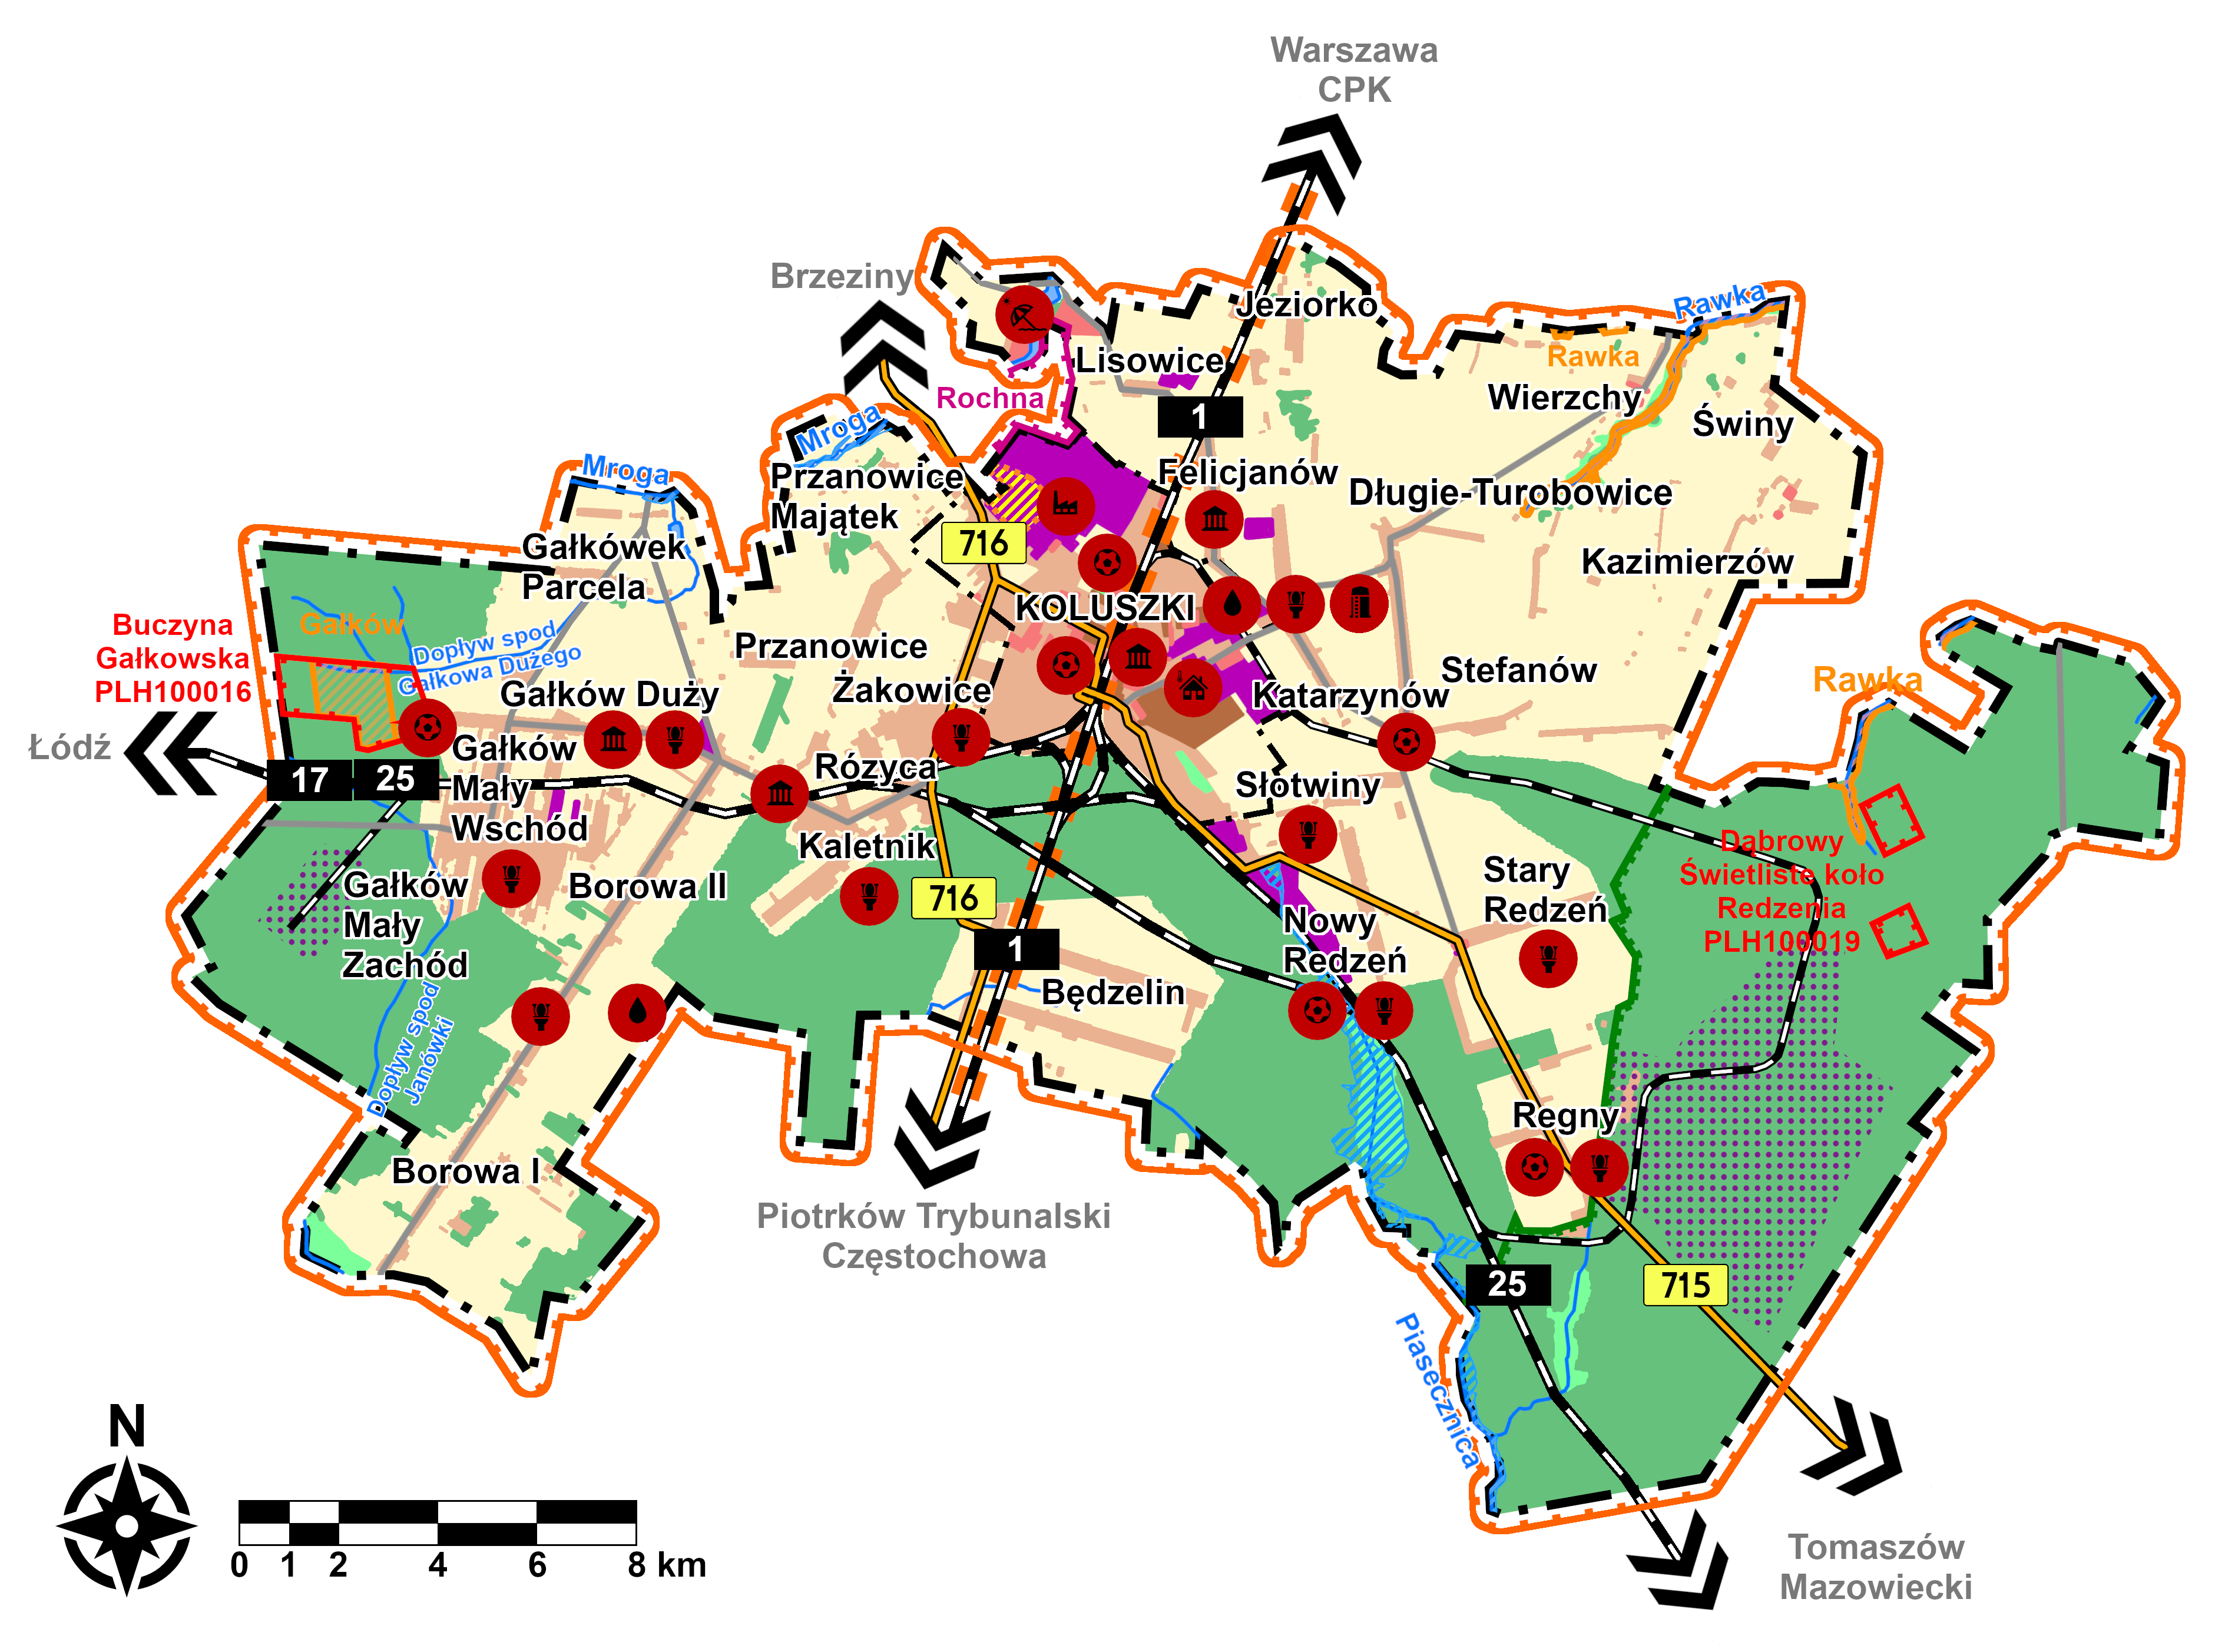 Warszawa
CPK
Brzeziny
Jeziorko
Rawka
Lisowice
Rawka
Rochna
Wierzchy
Świny
1
Mroga
Mroga
Przanowice
Majątek
Felicjanów
Długie-Turobowice
716
Gałkówek
Parcela
Kazimierzów
KOLUSZKI
Buczyna
Gałkowska
PLH100016
Gałków
Dopływ spod
Gałkowa Dużego
Przanowice
Żakowice
Gałków Duży
Katarzynów
Stefanów
Rawka
Łódź
17
25
Gałków
Mały
Wschód
Różyca
Słotwiny
Kaletnik
Dąbrowy
Świetliste koło
Redzenia
PLH100019
Gałków
Mały
Zachód
Borowa II
716
Stary
Redzeń
Nowy
Redzeń
1
Będzelin
Dopływ spod
Janówki
Regny
Borowa I
Piotrków Trybunalski
Częstochowa
25
715
Piasecznica
N
0 1 2 4 6 8 km
Tomaszów
Mazowiecki